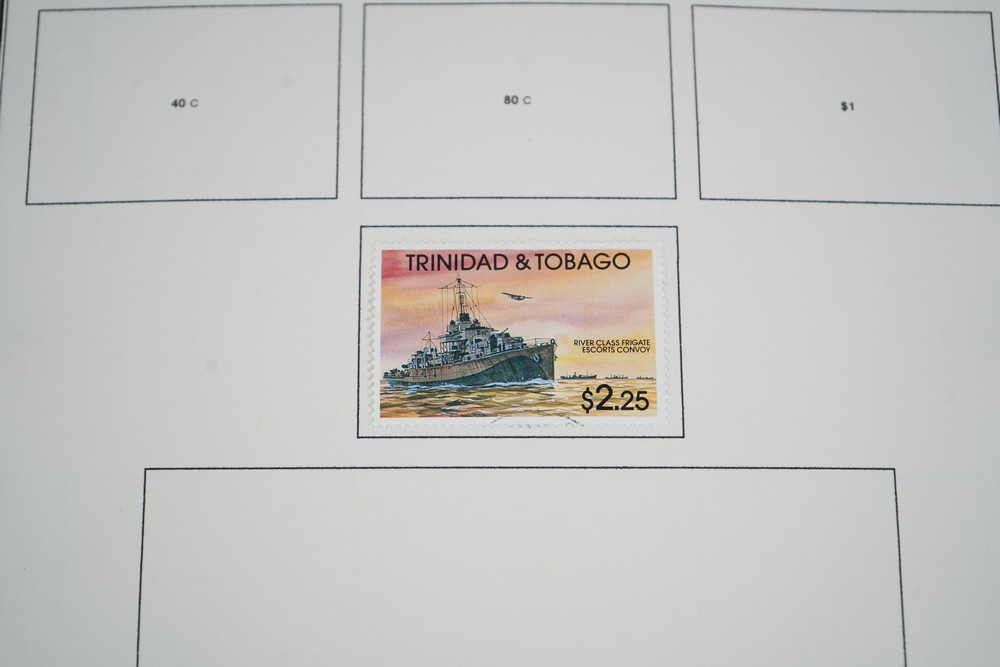 40 C
80 C
$1
TRINIDAD & TOBAGO
RIVER CLASS FRIGATE
ESCORTS CONVOY
$2.25